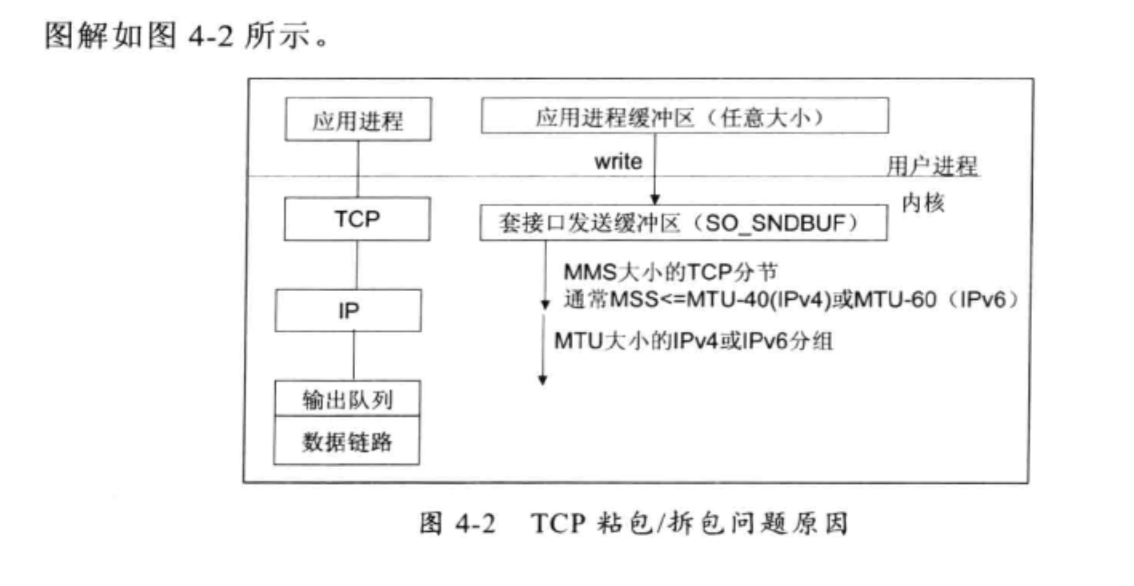 图解如图 4-2 所示。
应用进程
应用进程缓冲区（任意大小）
write
用户进程
内核
TCP
套接口发送缓冲区（SO_SNDBUF）
MMS大小的TCP分节
通常MSS<=MTU-40(IPv4)或MTU-60（IPv6）
IP
MTU大小的IPv4或IPv6分组
输出队列
数据链路
图 4-2 TCP 粘包/拆包问题原因